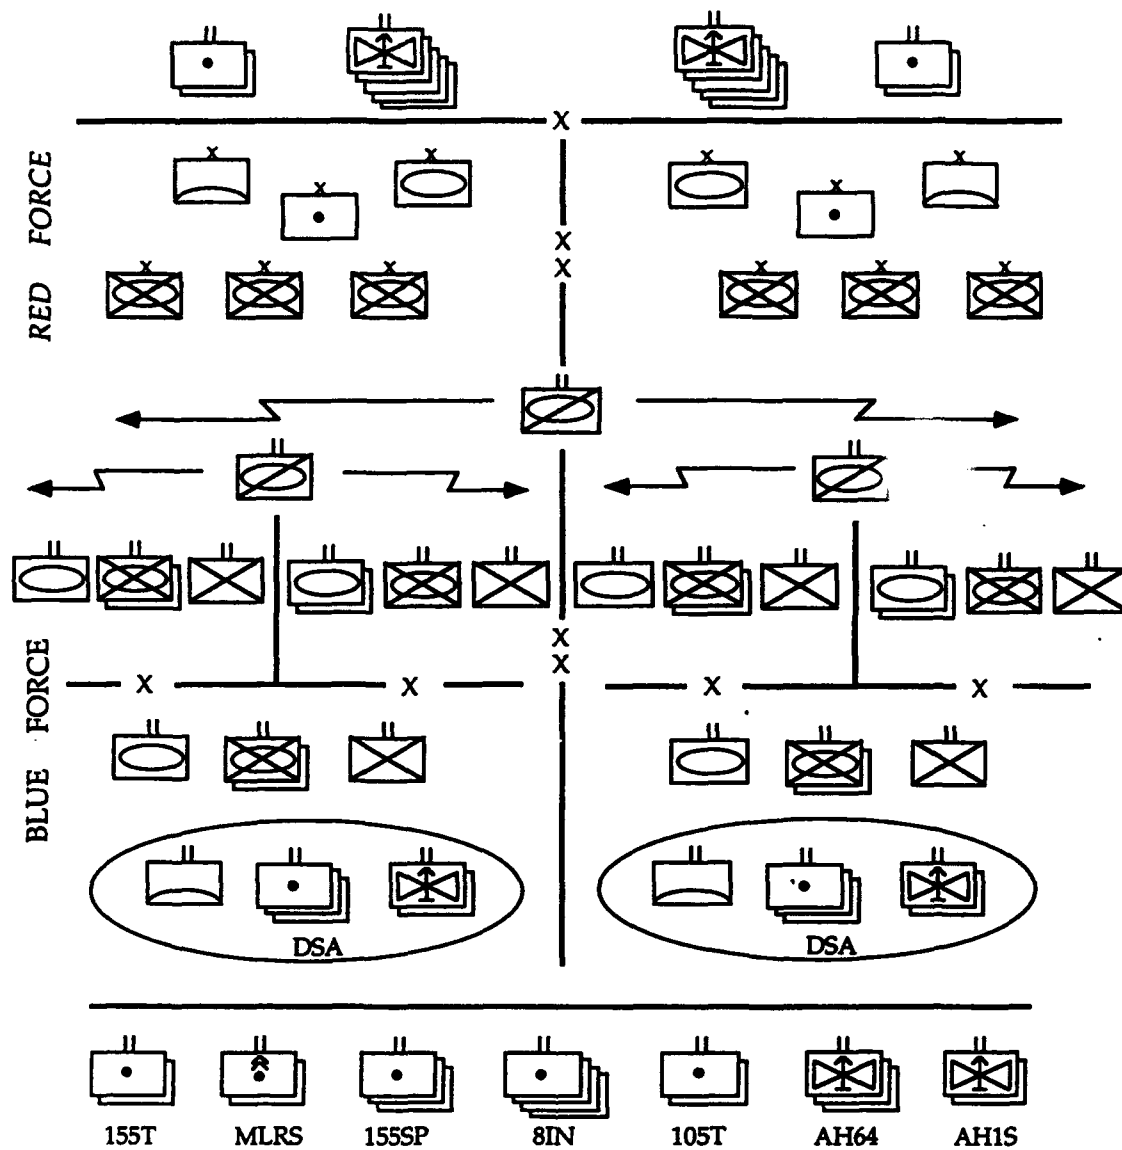 X
X X X X
X X
X
X X X X X X
X
RED FORCE
X
X
X X X X
BLUE FORCE
DSA DSA
155T MLRS 155SP 8IN 105T AH64 AH1S